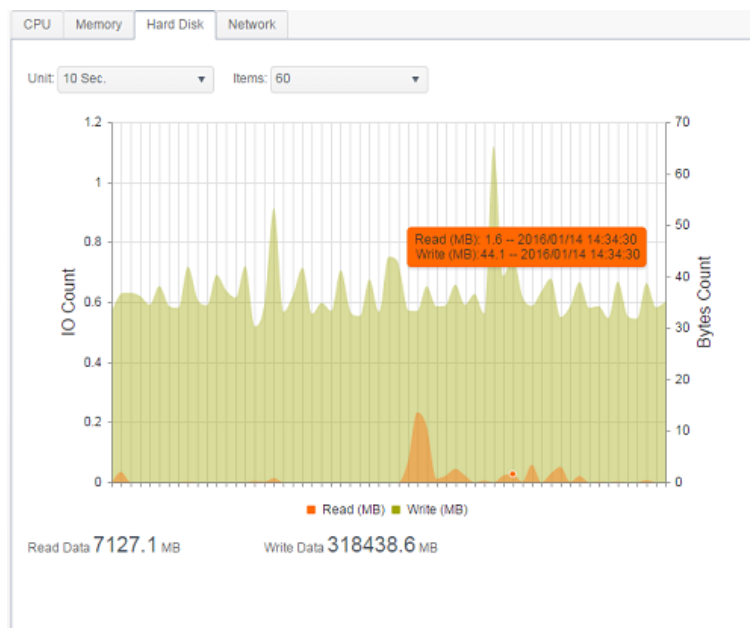 CPU Memory Hard Disk Network
Unit: 10 Sec. Items: 60
1.2 70
60
1
50
0.8
Read (MB): 1.6 -- 2016/01/14 14:34:30
Write (MB):44.1 -- 2016/01/14 14:34:30
40
IO Count
0.6
Bytes Count
30
0.4
20
0.2
10
0 0
Read (MB) Write (MB)
Read Data 7127.1 MB Write Data 318438.6 MB